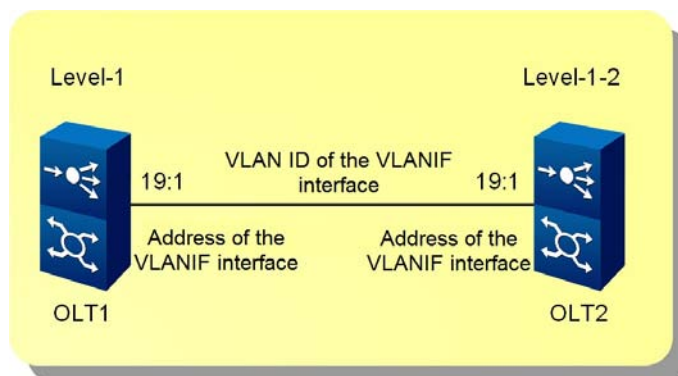 Level-1
Level-1-2
VLAN ID of the VLANIF
interface
19:1
19:1
Address of the
VLANIF interface
Address of the
VLANIF interface
OLT1
OLT2